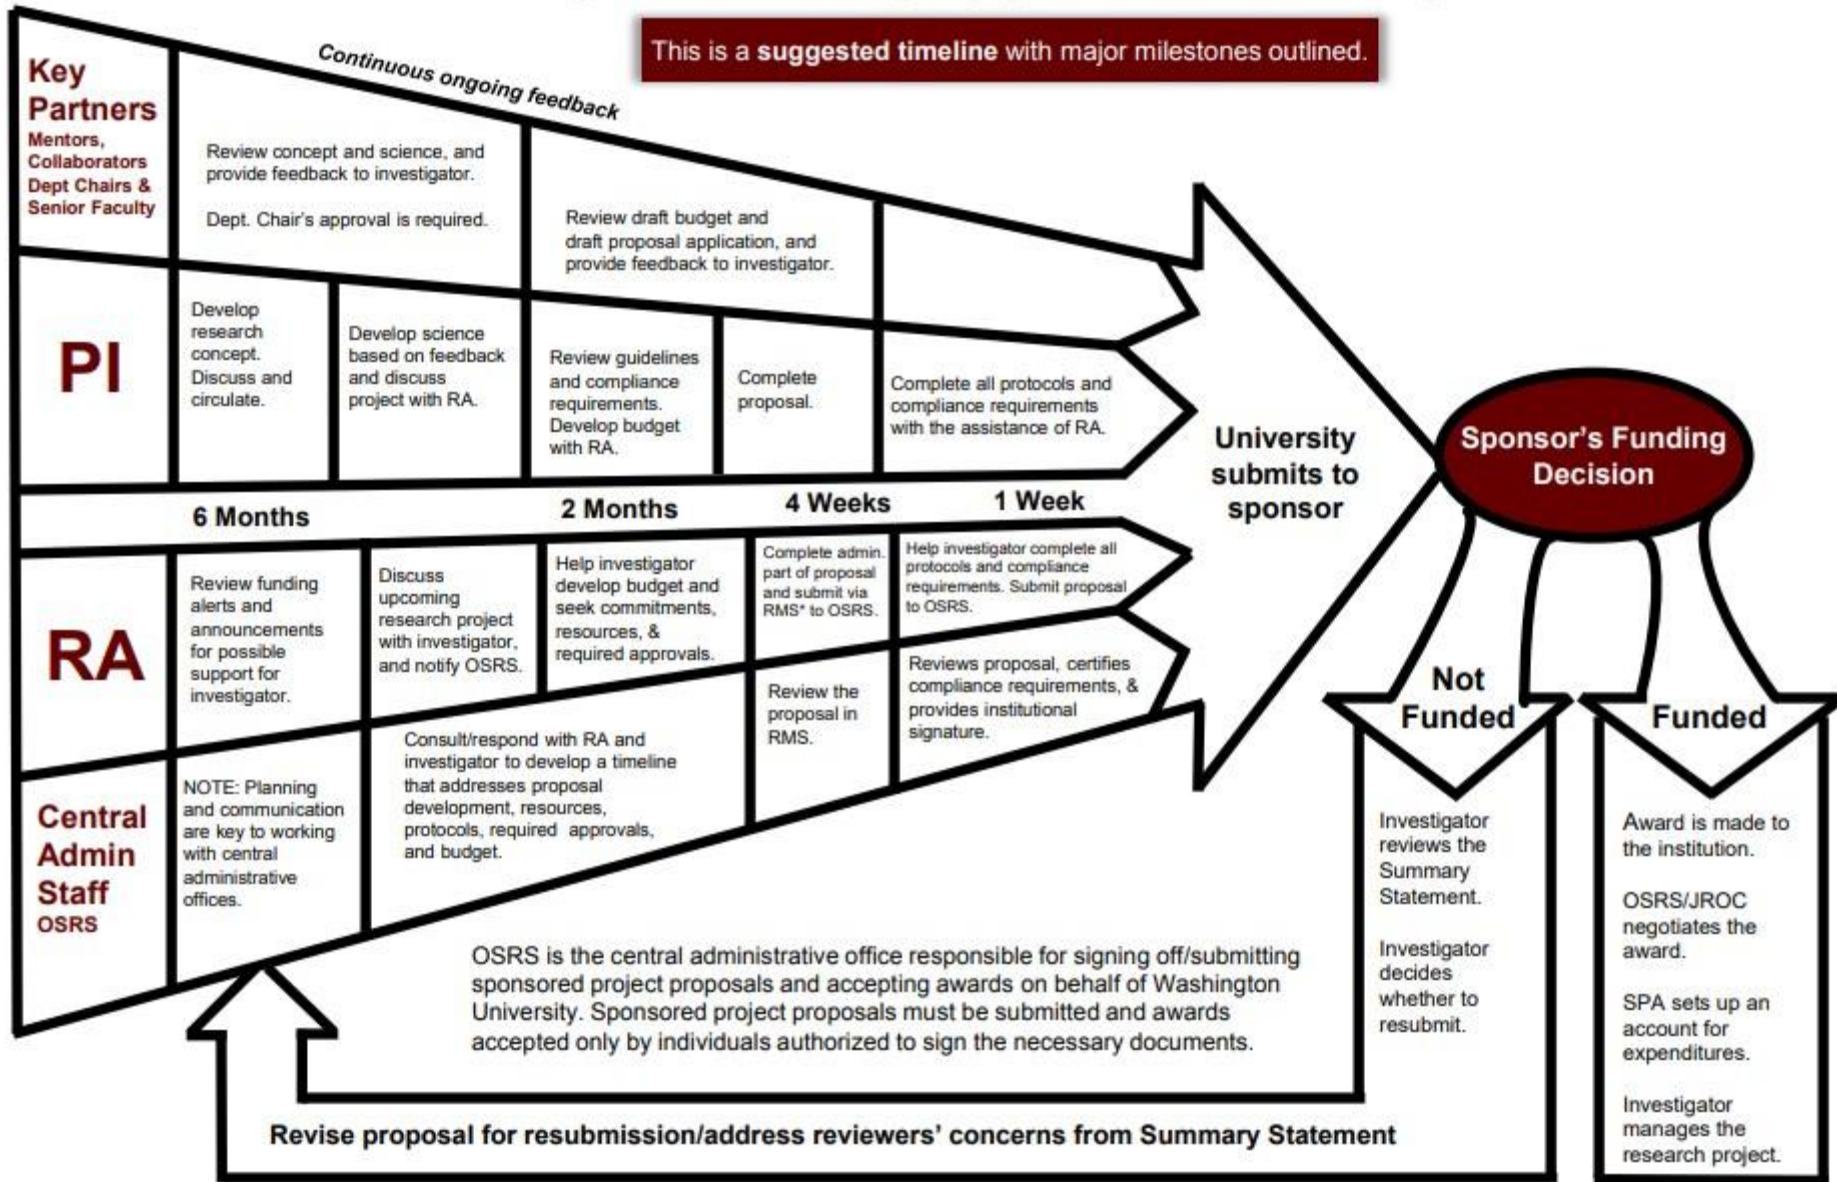 This is a suggested timeline with major milestones outlined.
Continuous ongoing feedback
Key
Partners
Mentors,
Collaborators
Dept Chairs &
Senior Faculty
Review concept and science, and
provide feedback to investigator.
Dept. Chair's approval is required.
Review draft budget and
draft proposal application, and
provide feedback to investigator.
PI
Develop
research
concept.
Discuss and
circulate.
Develop science
based on feedback
and discuss
project with RA.
Review guidelines
and compliance
requirements.
Develop budget
with RA.
Complete
proposal.
Complete all protocols and
compliance requirements
with the assistance of RA.
6 Months
2 Months
4 Weeks
1 Week
RA
Review funding
alerts and
announcements
for possible
support for
investigator.
Discuss
upcoming
research project
with investigator,
and notify OSRS.
Help investigator
develop budget and
seek commitments,
resources, &
required approvals.
Complete admin.
part of proposal
and submit via
RMS* to OSRS.
Help investigator complete all
protocols and compliance
requirements. Submit proposal
to OSRS.
Central
Admin
Staff
OSRS
NOTE: Planning
and communication
are key to working
with central
administrative
offices.
Consult/respond with RA and
investigator to develop a timeline
that addresses proposal
development, resources,
protocols, required approvals,
and budget.
Review the
proposal in
RMS.
Reviews proposal, certifies
compliance requirements, &
provides institutional
signature.
University
submits to
sponsor
Sponsor's Funding
Decision
Not
Funded
Investigator
reviews the
Summary
Statement.
Investigator
decides
whether to
resubmit.
Funded
Award is made to
the institution.
OSRS/JROC
negotiates the
award.
SPA sets up an
account for
expenditures.
Investigator
manages the
research project.
OSRS is the central administrative office responsible for signing off/submitting
sponsored project proposals and accepting awards on behalf of Washington
University. Sponsored project proposals must be submitted and awards
accepted only by individuals authorized to sign the necessary documents.
Revise proposal for resubmission/address reviewers' concerns from Summary Statement